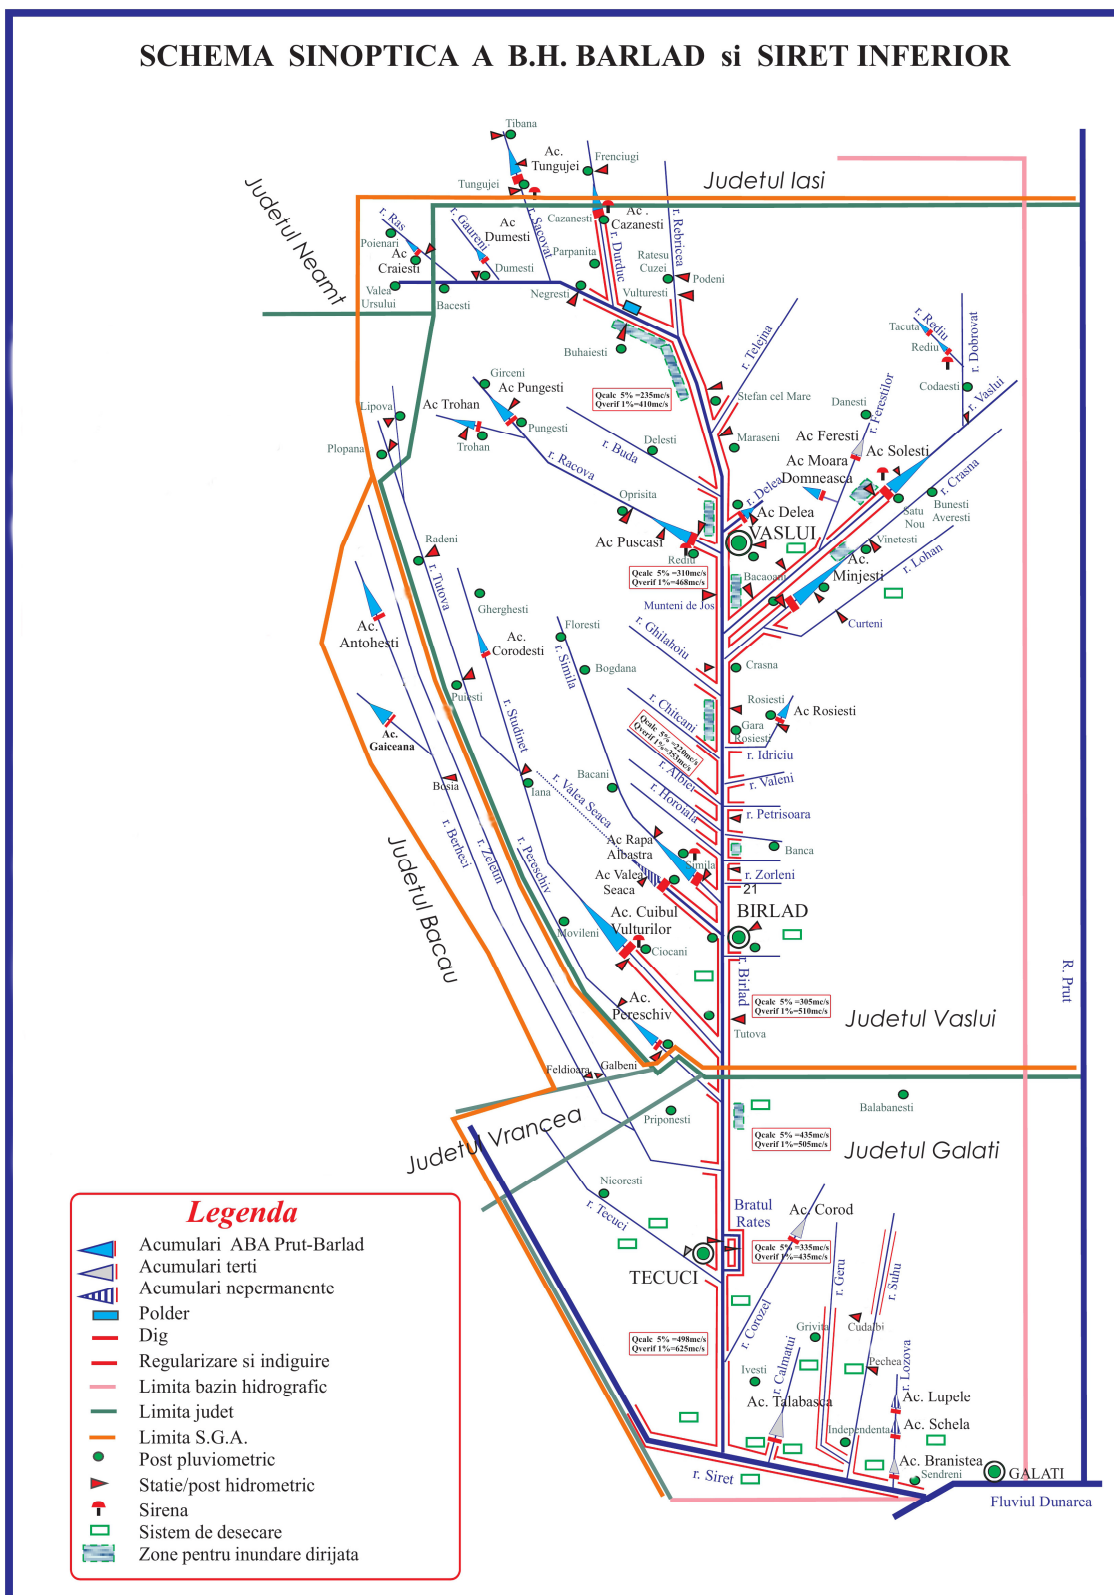 SCHEMA SINOPTICA A B.H. BARLAD si SIRET INFERIOR
Tibana
Ac.
Tungujei
Frenciugi
Tungujei
Judetul Iasi
Judetul Neamt
r. Ras
r. Gaureni
r. Sacovat
r. Durduc
r. Rebricea
Ac
Dumesti
Cazanesti
Ac .
Cazanesti
Poienari
Ac
Craiesti
Dumesti
Parpanita
Ratesu
Cuzei
Podeni
Valea
Ursului
Bacesti
Negresti
Vulturesti
Buhaiesti
r. Telejna
r. Rediu
Tacuta
Rediu
r. Dobrovat
Girceni
Ac Pungesti
Qcalc 5% =235mc/s
Qverif 1%=410mc/s
Stefan cel Mare
Codaesti
r. Vaslui
Danesti
r. Ferestilor
Lipova
Ac Trohan
Pungesti
Trohan
Plopana
r. Buda
Delesti
Maraseni
Ac Feresti
Ac Solesti
Ac Moara
Domneasca
r. Racova
r. Crasna
Oprisita
r. Delea
Ac Delea
Satu
Nou
Bunesti
Averesti
VASLUI
Ac Puscasi
Rediu
Vinetesti
Radeni
r. Tutova
r. Lohan
Ac.
Minjesti
Qcalc 5% =310mc/s
Qverif 1%=468mc/s
Bacaoani
Gherghesti
Munteni de Jos
Curteni
Ac.
Antohesti
Ac.
Corodesti
Floresti
r. Simila
r. Ghilahoiu
Bogdana
Crasna
Puiesti
r. Studinet
r. Chitcani
Rosiesti
Ac Rosiesti
Gara
Rosiesti
Ac.
Gaiceana
Qcalc 5% =220mc/s
Qverif 1%=353mc/s
r. Idriciu
r. Albiei
r. Valeni
Bosia
Iana
r. Valea Seaca
Bacani
r. Horoiala
r. Petrisoara
r. Berheci
r. Zeletin
r. Pereschiv
Ac Rapa
Albastra
Banca
Simila
Ac Valea
Seaca
r. Zorleni
21
Judetul Bacau
Ac. Cuibul
Vulturilor
BIRLAD
Movileni
Ciocani
r. Birlad
R. Prut
Ac.
Pereschiv
Qcalc 5% =305mc/s
Qverif 1%=510mc/s
Judetul Vaslui
Tutova
Feldioara
Galbeni
Priponesti
Balabanesti
Judetul Vrancea
Qcalc 5% =435mc/s
Qverif 1%=505mc/s
Judetul Galati
Nicoresti
r. Tecuci
Bratul
Rates
Ac. Corod
TECUCI
Qcalc 5% =335mc/s
Qverif 1%=435mc/s
r. Geru
r. Suhu
r. Corozel
Grivita
Cudalbi
Qcalc 5% =498mc/s
Qverif 1%=625mc/s
r. Calmatui
Ivesti
Pechea
r. Lozova
Ac. Talabasca
Ac. Lupele
Independenta
Ac. Schela
Ac. Branistea
Sendreni
GALATI
r. Siret
Fluviul Dunarca
Legenda
Acumulari ABA Prut-Barlad
Acumulari terti
Acumulari nepermanente
Polder
Dig
Regularizare si indiguire
Limita bazin hidrografic
Limita judet
Limita S.G.A.
Post pluviometric
Statie/post hidrometric
Sirena
Sistem de desecare
Zone pentru inundare dirijata